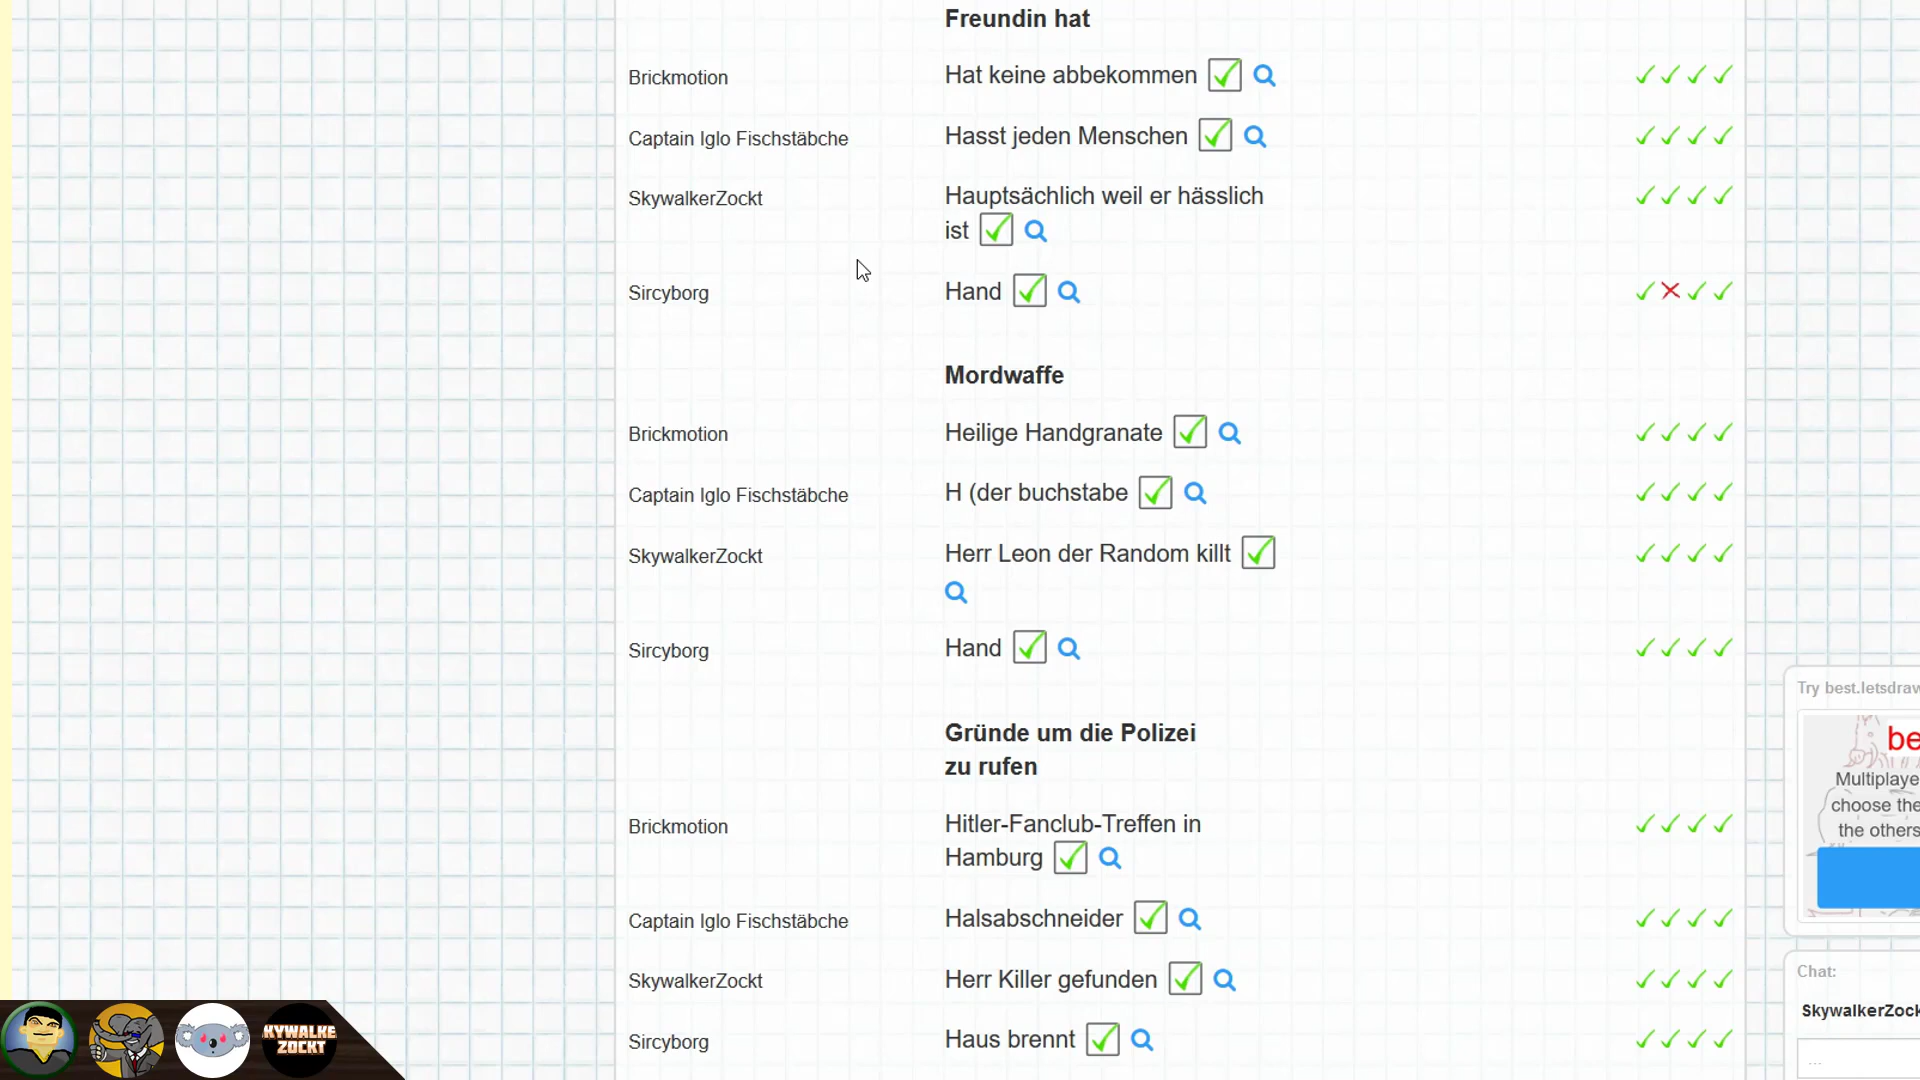 Freundin hat
Brickmotion
Hat keine abbekommen
Captain Iglo Fischstäbche
Hasst jeden Menschen
SkywalkerZockt
Hauptsächlich weil er hässlich
ist
Sircyborg
Hand
Mordwaffe
Brickmotion
Heilige Handgranate
Captain Iglo Fischstäbche
H (der buchstabe
SkywalkerZockt
Herr Leon der Random killt
Sircyborg
Hand
Gründe um die Polizei
zu rufen
Brickmotion
Hitler-Fanclub-Treffen in
Hamburg
Captain Iglo Fischstäbche
Halsabschneider
SkywalkerZockt
Herr Killer gefunden
Sircyborg
Haus brennt
Try best.letsdraw
be
Multiplaye
choose the
the others
Chat:
SkywalkerZock
...
KYWALKE
ZOCKT